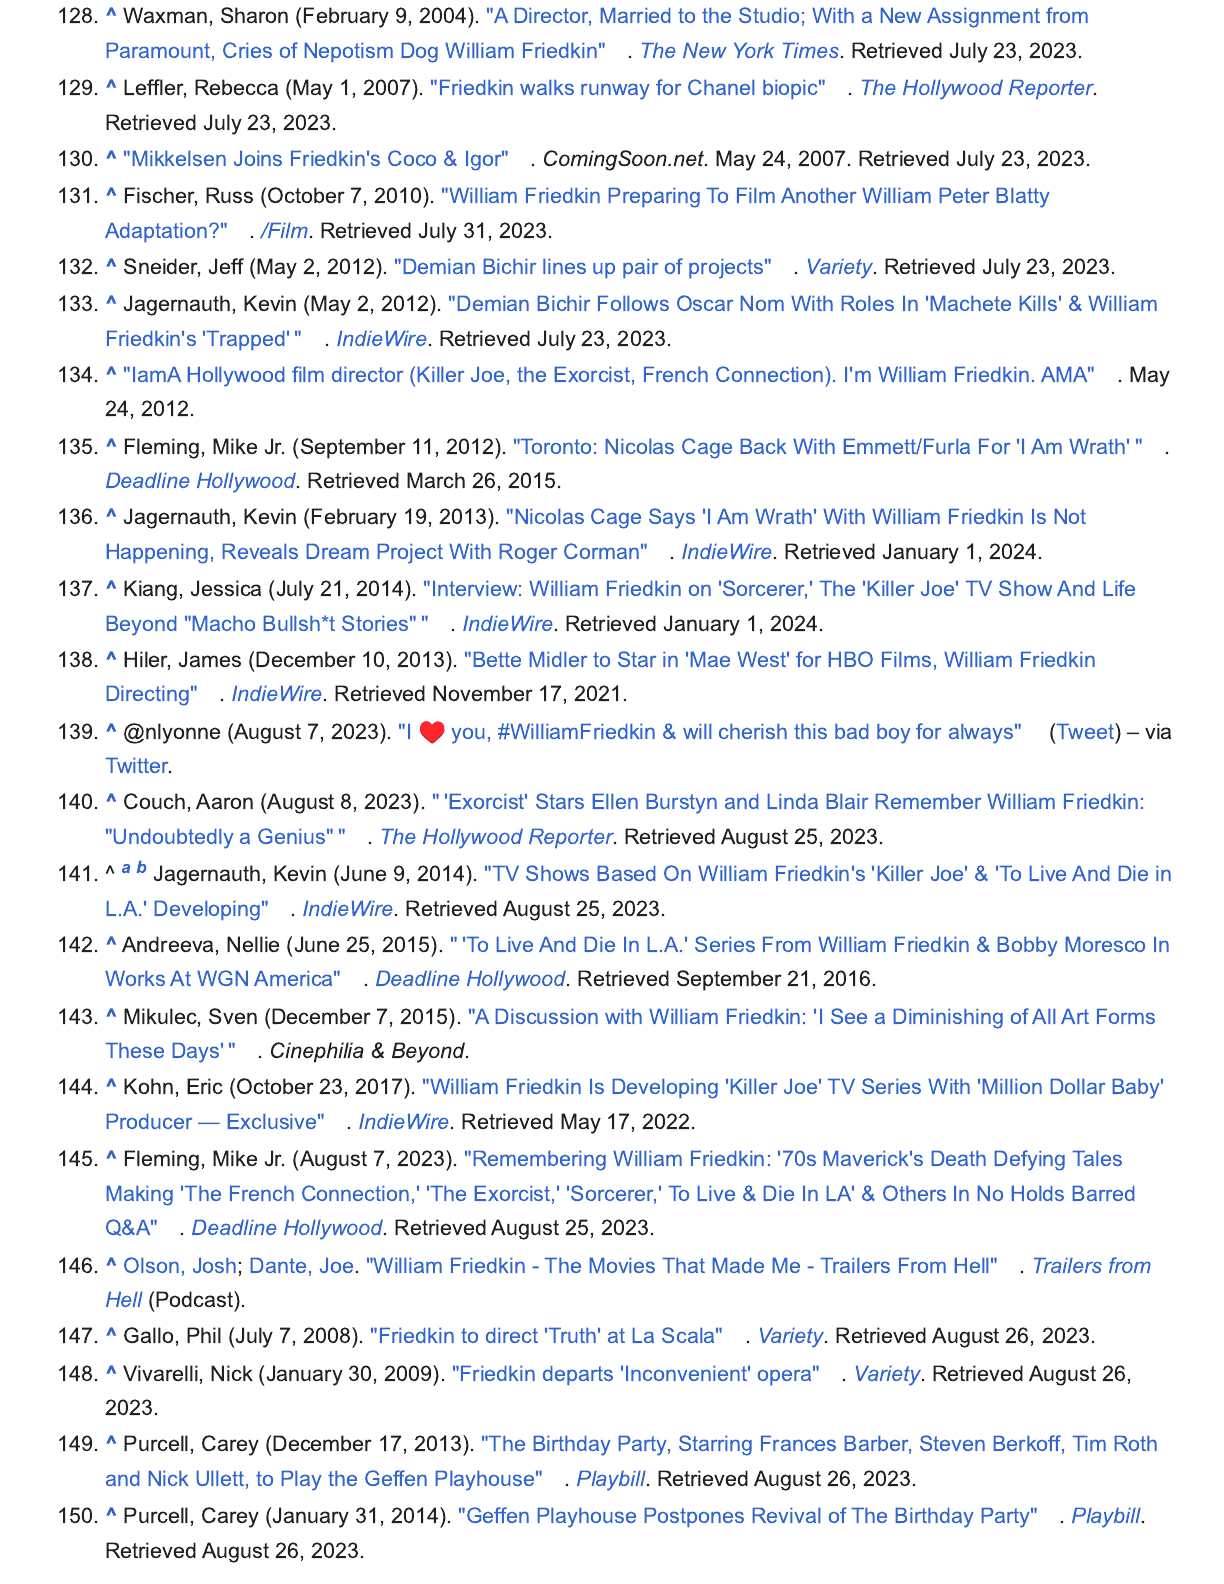 128. ^ Waxman, Sharon (February 9, 2004). "A Director, Married to the Studio; With a New Assignment from
Paramount, Cries of Nepotism Dog William Friedkin" . The New York Times. Retrieved July 23, 2023.
129. ^ Leffler, Rebecca (May 1, 2007). "Friedkin walks runway for Chanel biopic" . The Hollywood Reporter.
Retrieved July 23, 2023.
130. ^ "Mikkelsen Joins Friedkin's Coco & Igor" . ComingSoon.net. May 24, 2007. Retrieved July 23, 2023.
131. ^ Fischer, Russ (October 7, 2010). "William Friedkin Preparing To Film Another William Peter Blatty
Adaptation?" . /Film. Retrieved July 31, 2023.
132. ^ Sneider, Jeff (May 2, 2012). "Demian Bichir lines up pair of projects" . Variety. Retrieved July 23, 2023.
133. ^ Jagernauth, Kevin (May 2, 2012). "Demian Bichir Follows Oscar Nom With Roles In 'Machete Kills' & William
Friedkin's 'Trapped' " . IndieWire. Retrieved July 23, 2023.
134. ^ "IamA Hollywood film director (Killer Joe, the Exorcist, French Connection). I'm William Friedkin. AMA" . May
24, 2012.
135. ^ Fleming, Mike Jr. (September 11, 2012). "Toronto: Nicolas Cage Back With Emmett/Furla For 'I Am Wrath' " .
Deadline Hollywood. Retrieved March 26, 2015.
136. ^ Jagernauth, Kevin (February 19, 2013). "Nicolas Cage Says 'I Am Wrath' With William Friedkin Is Not
Happening, Reveals Dream Project With Roger Corman" . IndieWire. Retrieved January 1, 2024.
137. ^ Kiang, Jessica (July 21, 2014). "Interview: William Friedkin on 'Sorcerer,' The 'Killer Joe' TV Show And Life
Beyond "Macho Bullsh*t Stories" " . IndieWire. Retrieved January 1, 2024.
138. ^ Hiler, James (December 10, 2013). "Bette Midler to Star in 'Mae West' for HBO Films, William Friedkin
Directing" . IndieWire. Retrieved November 17, 2021.
139. ^ @nlyonne (August 7, 2023). "I ❤️ you, #WilliamFriedkin & will cherish this bad boy for always" (Tweet) – via
Twitter.
140. ^ Couch, Aaron (August 8, 2023). " 'Exorcist' Stars Ellen Burstyn and Linda Blair Remember William Friedkin:
"Undoubtedly a Genius" " . The Hollywood Reporter. Retrieved August 25, 2023.
141. ^ a b Jagernauth, Kevin (June 9, 2014). "TV Shows Based On William Friedkin's 'Killer Joe' & 'To Live And Die in
L.A.' Developing" . IndieWire. Retrieved August 25, 2023.
142. ^ Andreeva, Nellie (June 25, 2015). " 'To Live And Die In L.A.' Series From William Friedkin & Bobby Moresco In
Works At WGN America" . Deadline Hollywood. Retrieved September 21, 2016.
143. ^ Mikulec, Sven (December 7, 2015). "A Discussion with William Friedkin: 'I See a Diminishing of All Art Forms
These Days' " . Cinephilia & Beyond.
144. ^ Kohn, Eric (October 23, 2017). "William Friedkin Is Developing 'Killer Joe' TV Series With 'Million Dollar Baby'
Producer — Exclusive" . IndieWire. Retrieved May 17, 2022.
145. ^ Fleming, Mike Jr. (August 7, 2023). "Remembering William Friedkin: '70s Maverick's Death Defying Tales
Making 'The French Connection,' 'The Exorcist,' 'Sorcerer,' To Live & Die In LA' & Others In No Holds Barred
Q&A" . Deadline Hollywood. Retrieved August 25, 2023.
146. ^ Olson, Josh; Dante, Joe. "William Friedkin - The Movies That Made Me - Trailers From Hell" . Trailers from
Hell (Podcast).
147. ^ Gallo, Phil (July 7, 2008). "Friedkin to direct 'Truth' at La Scala" . Variety. Retrieved August 26, 2023.
148. ^ Vivarelli, Nick (January 30, 2009). "Friedkin departs 'Inconvenient' opera" . Variety. Retrieved August 26,
2023.
149. ^ Purcell, Carey (December 17, 2013). "The Birthday Party, Starring Frances Barber, Steven Berkoff, Tim Roth
and Nick Ullett, to Play the Geffen Playhouse" . Playbill. Retrieved August 26, 2023.
150. ^ Purcell, Carey (January 31, 2014). "Geffen Playhouse Postpones Revival of The Birthday Party" . Playbill.
Retrieved August 26, 2023.